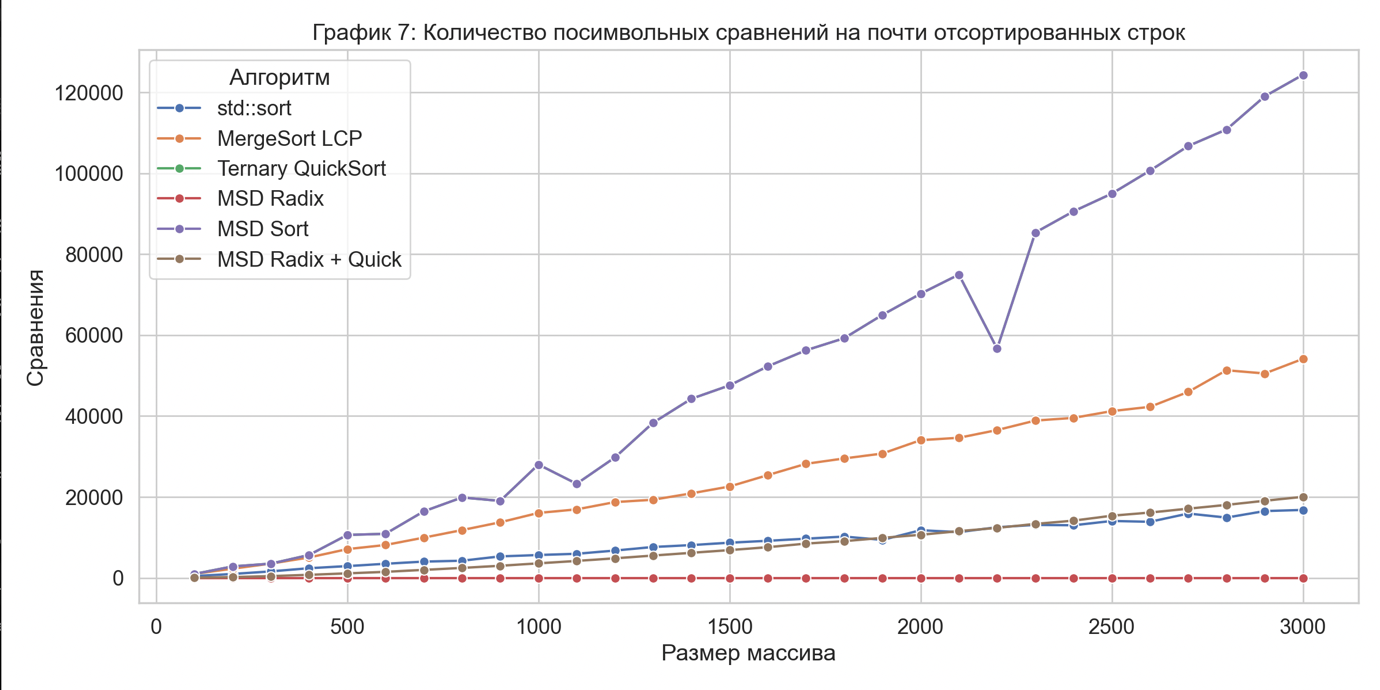 График 7: Количество посимвольных сравнений на почти отсортированных строк
Алгоритм
std::sort
MergeSort LCP
Ternary QuickSort
MSD Radix
MSD Sort
MSD Radix + Quick
Сравнения
120000
100000
80000
60000
40000
20000
0
0 500 1000 1500 2000 2500 3000
Размер массива